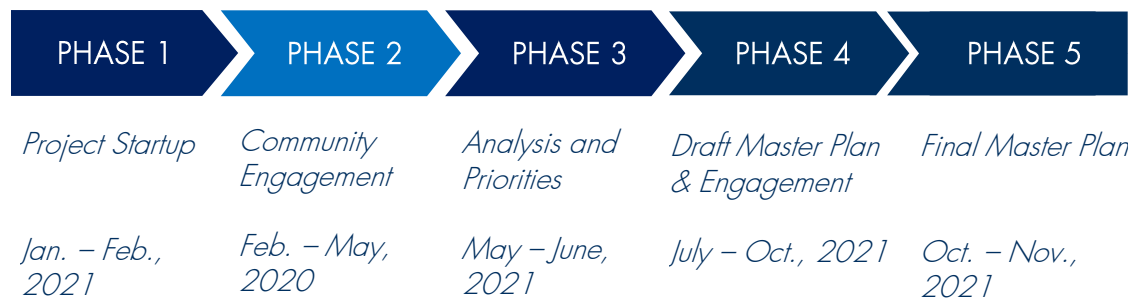 PHASE 1
PHASE 2
PHASE 3
PHASE 4
PHASE 5
Project Startup
Jan. – Feb.,
2021
Community
Engagement
Feb. – May,
2020
Analysis and
Priorities
May – June,
2021
Draft Master Plan
& Engagement
July – Oct., 2021
Final Master Plan
Oct. – Nov.,
2021